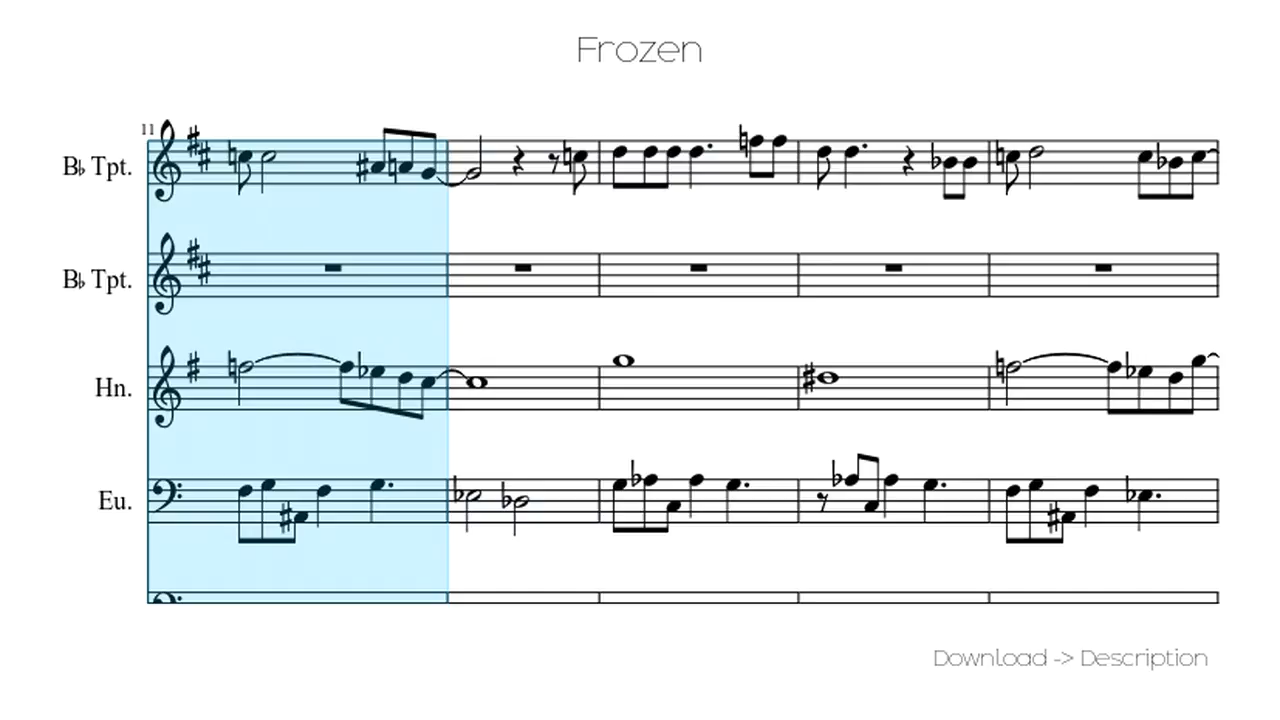 Frozen
11
B♭ Tpt.
B♭ Tpt.
Hn.
Eu.
Download -> Description